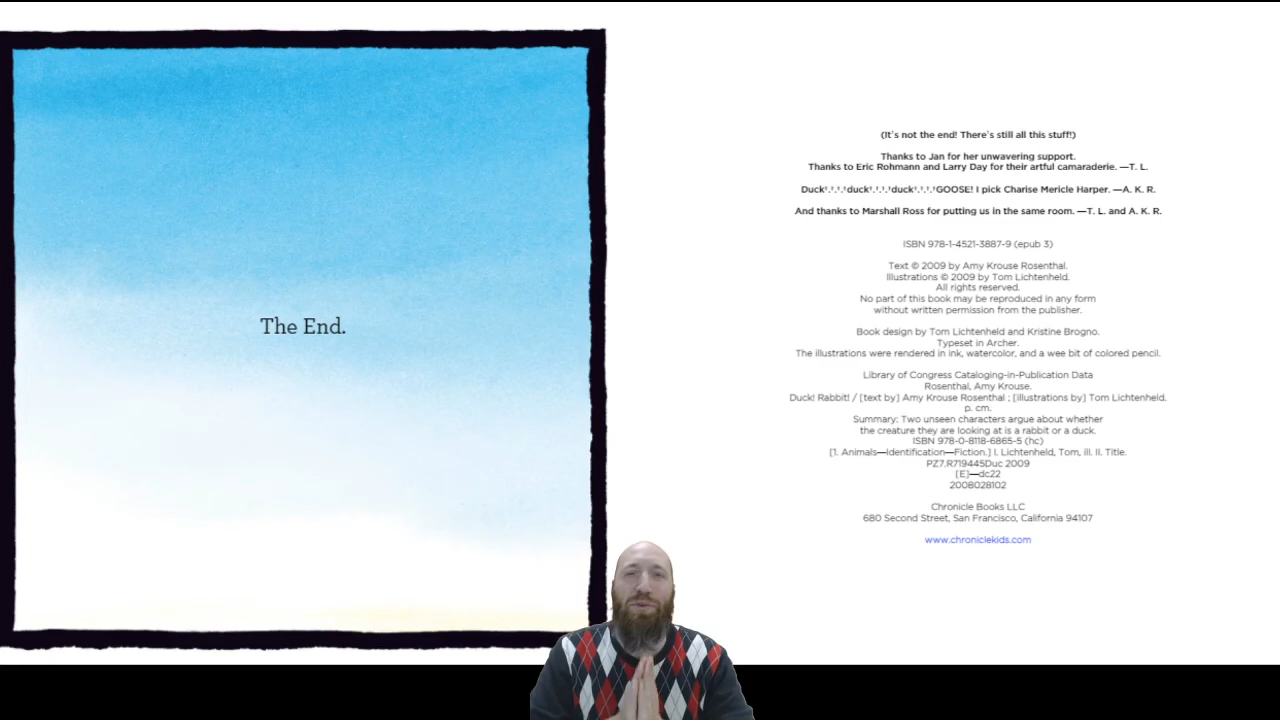 The End.
(It's not the end! There's still all this stuff!)
Thanks to Jan for her unwavering support.
Thanks to Eric Rohmann and Larry Day for their artful camaraderie. —T. L.
Duck†.†.†.†duck†.†.†.†duck†.†.†.†GOOSE! I pick Charise Mericle Harper. —A. K. R.
And thanks to Marshall Ross for putting us in the same room. —T. L. and A. K. R.
ISBN 978-1-4521-3887-9 (epub 3)
Text © 2009 by Amy Krouse Rosenthal.
Illustrations © 2009 by Tom Lichtenheld.
All rights reserved.
No part of this book may be reproduced in any form
without written permission from the publisher.
Book design by Tom Lichtenheld and Kristine Brogno.
Typeset in Archer.
The illustrations were rendered in ink, watercolor, and a wee bit of colored pencil.
Library of Congress Cataloging-in-Publication Data
Rosenthal, Amy Krouse.
Duck! Rabbit! / [text by] Amy Krouse Rosenthal ; [illustrations by] Tom Lichtenheld.
p. cm.
Summary: Two unseen characters argue about whether
the creature they are looking at is a rabbit or a duck.
ISBN 978-0-8118-6865-5 (hc)
[1. Animals—Identification—Fiction.] I. Lichtenheld, Tom, ill. II. Title.
PZ7.R719445Duc 2009
[E]—dc22
2008028102
Chronicle Books LLC
680 Second Street, San Francisco, California 94107
www.chroniclekids.com